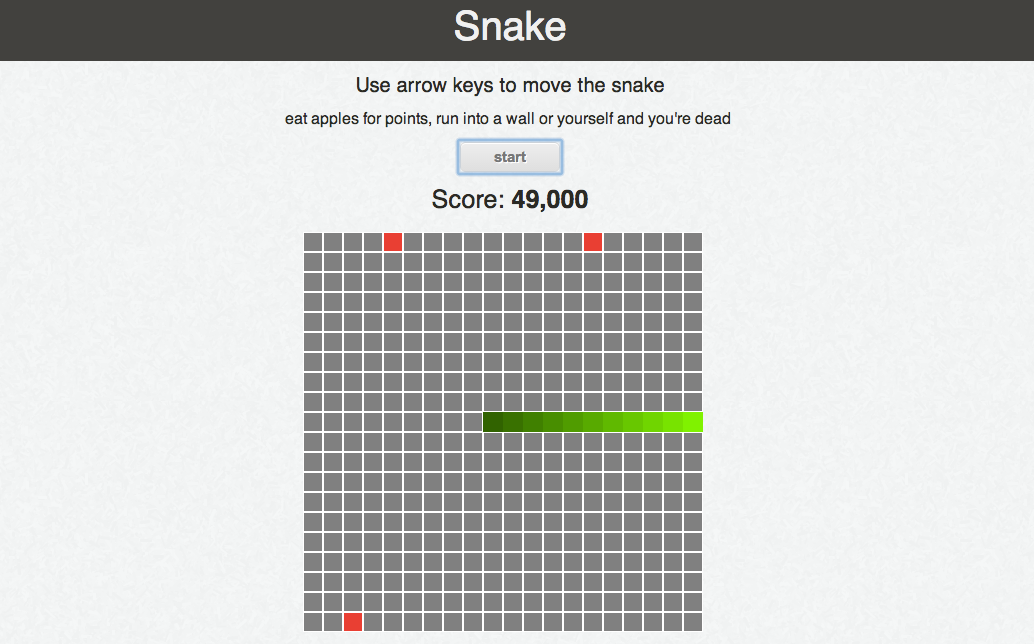 Snake
Use arrow keys to move the snake
eat apples for points, run into a wall or yourself and you're dead
start
Score: 49,000